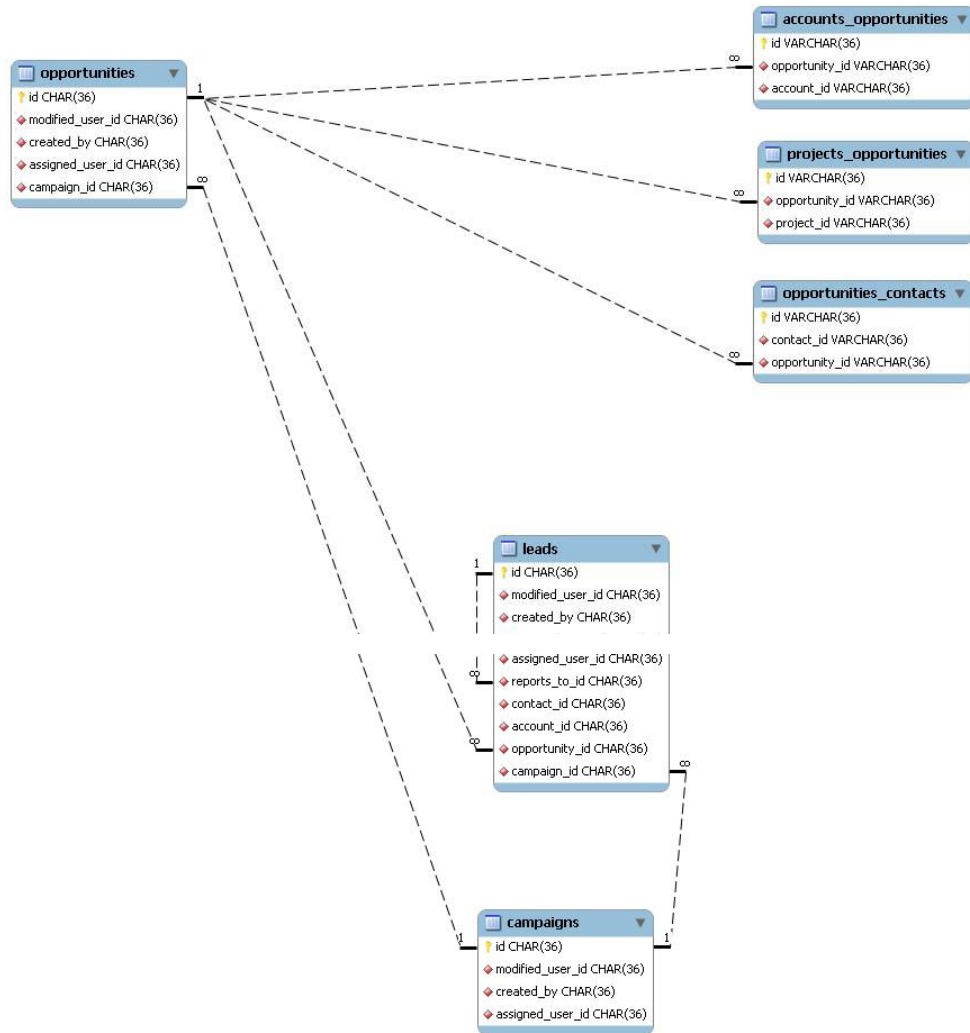 accounts_opportunities
id VARCHAR(36)
opportunity_id VARCHAR(36)
account_id VARCHAR(36)
opportunities
id CHAR(36)
modified_user_id CHAR(36)
created_by CHAR(36)
assigned_user_id CHAR(36)
campaign_id CHAR(36)
1
∞
∞
projects_opportunities
id VARCHAR(36)
opportunity_id VARCHAR(36)
project_id VARCHAR(36)
∞
opportunities_contacts
id VARCHAR(36)
contact_id VARCHAR(36)
opportunity_id VARCHAR(36)
∞
leads
id CHAR(36)
modified_user_id CHAR(36)
created_by CHAR(36)
assigned_user_id CHAR(36)
reports_to_id CHAR(36)
contact_id CHAR(36)
account_id CHAR(36)
opportunity_id CHAR(36)
campaign_id CHAR(36)
1
∞
∞
∞
campaigns
id CHAR(36)
modified_user_id CHAR(36)
created_by CHAR(36)
assigned_user_id CHAR(36)
1
1